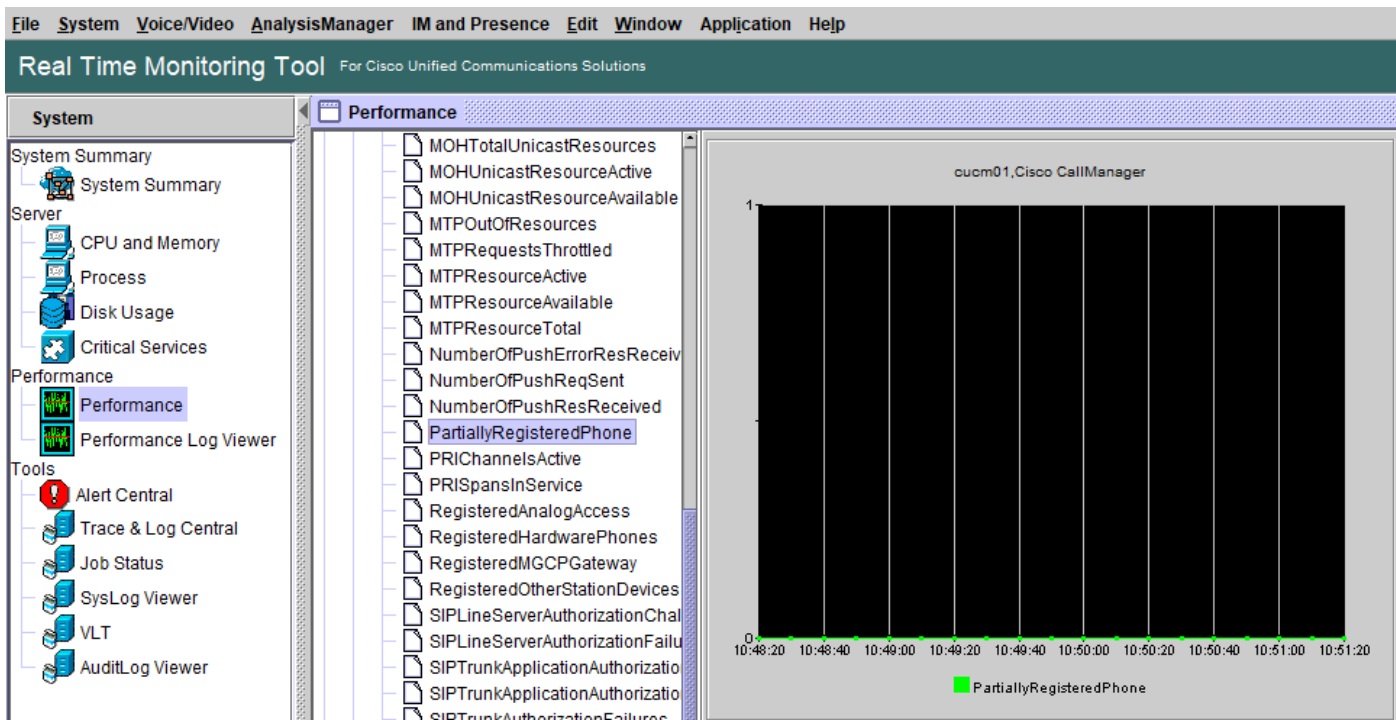 File System Voice/Video AnalysisManager IM and Presence Edit Window Application Help
Real Time Monitoring Tool For Cisco Unified Communications Solutions
System
System Summary
System Summary
Server
CPU and Memory
Process
Disk Usage
Critical Services
Performance
Performance
Performance Log Viewer
Tools
Alert Central
Trace & Log Central
Job Status
SysLog Viewer
VLT
AuditLog Viewer
Performance
MOHTotalUnicastResources
MOHUnicastResourceActive
MOHUnicastResourceAvailable
MTPOutOfResources
MTPRequestsThrottled
MTPResourceActive
MTPResourceAvailable
MTPResourceTotal
NumberOfPushErrorResReceiv
NumberOfPushReqSent
NumberOfPushResReceived
PartiallyRegisteredPhone
PRIChannelsActive
PRISpansInService
RegisteredAnalogAccess
RegisteredHardwarePhones
RegisteredMGCPGateway
RegisteredOtherStationDevices
SIPLineServerAuthorizationChal
SIPLineServerAuthorizationFailu
SIPTrunkApplicationAuthorizatio
SIPTrunkApplicationAuthorizatio
SIPTrunkAuthorizationFailures
cucm01,Cisco CallManager
1
0
10:48:20 10:48:40 10:49:00 10:49:20 10:49:40 10:50:00 10:50:20 10:50:40 10:51:00 10:51:20
PartiallyRegisteredPhone